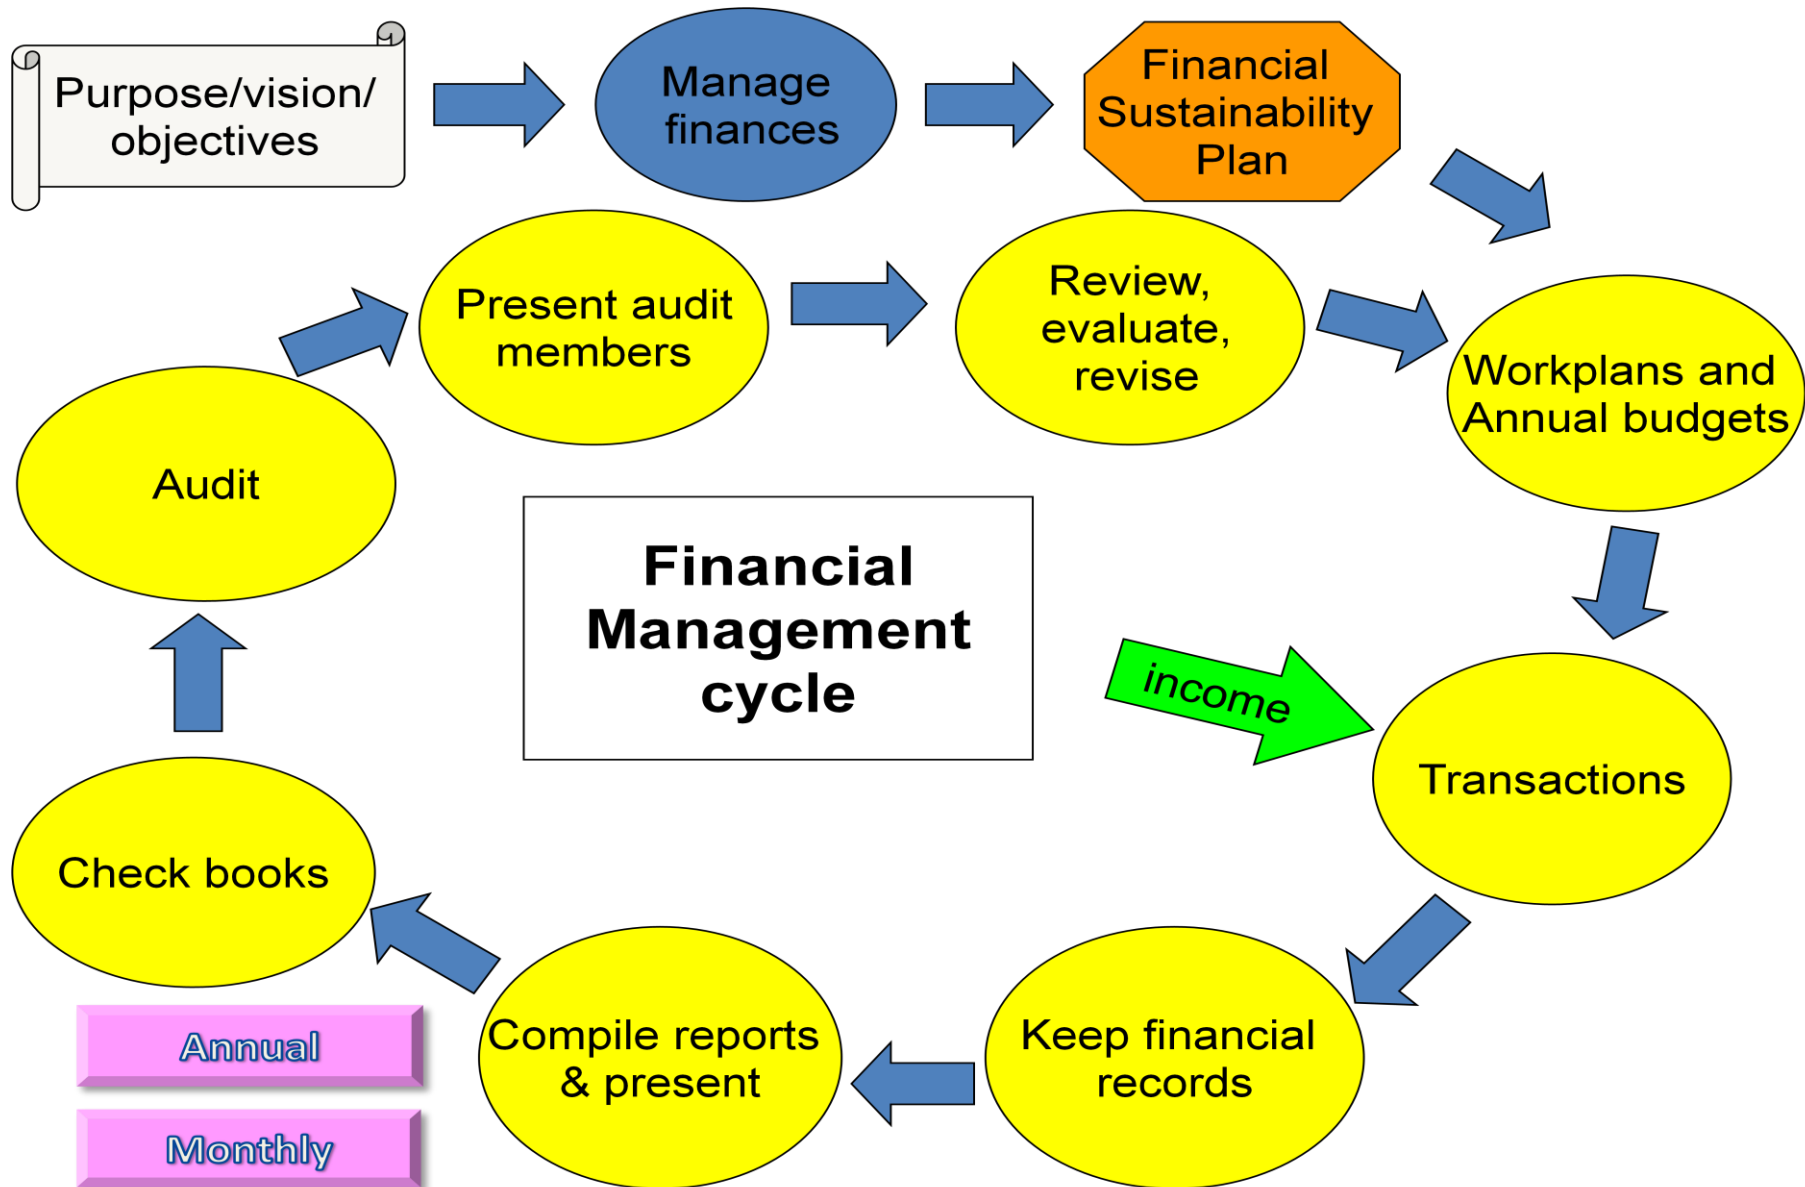 Purpose/vision/
objectives
Manage
finances
Financial
Sustainability
Plan
Present audit
members
Review,
evaluate,
revise
Workplans and
Annual budgets
Audit
Financial
Management
cycle
income
Transactions
Check books
Compile reports
& present
Keep financial
records
Annual
Monthly